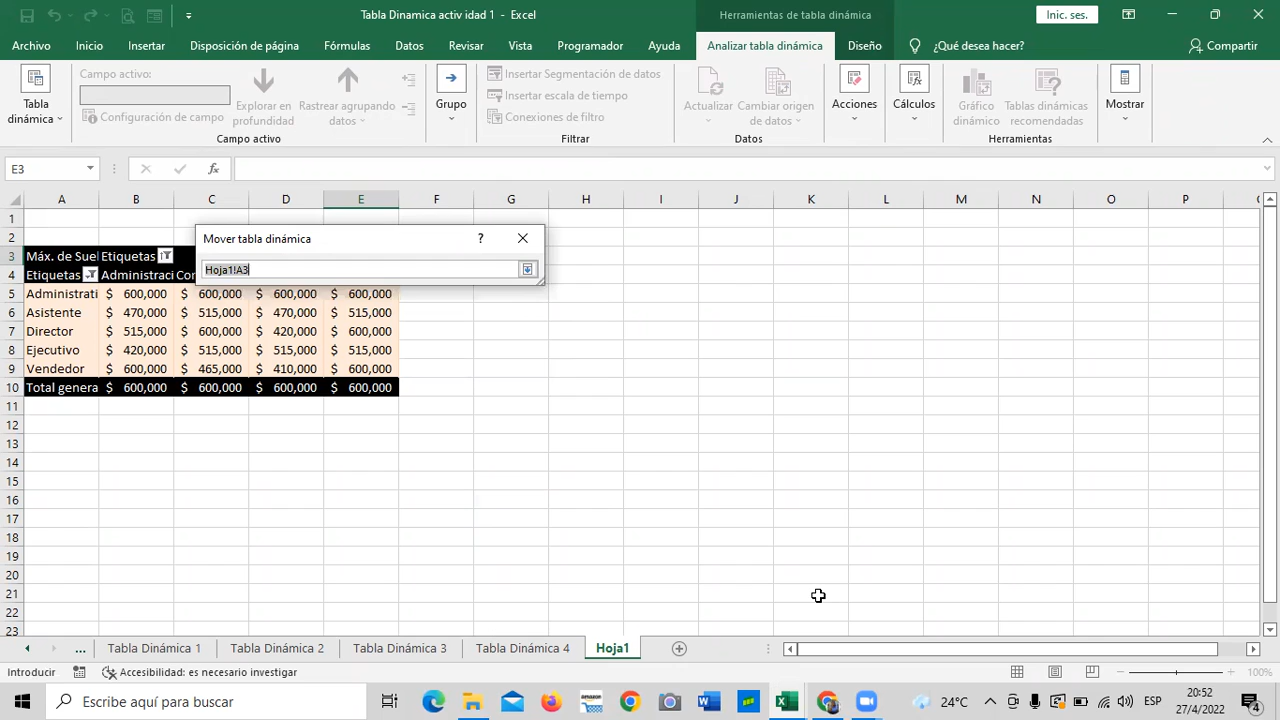 Tabla Dinamica activ idad 1 - Excel
Herramientas de tabla dinámica
Inic. ses.
Archivo Inicio Insertar Disposición de página Fórmulas Datos Revisar Vista Programador Ayuda Analizar tabla dinámica Diseño ¿Qué desea hacer? Compartir
Tabla dinámica
Campo activo:
Configuración de campo
Explorar en profundidad
Rastrear agrupando datos
Campo activo
Grupo
Insertar Segmentación de datos
Insertar escala de tiempo
Conexiones de filtro
Filtrar
Actualizar
Cambiar origen de datos
Datos
Acciones
Cálculos
Gráfico dinámico
Tablas dinámicas recomendadas
Herramientas
Mostrar
E3 fx
A B C D E F G H I J K L M N O P
1
2
Mover tabla dinámica ?
Hoja1!A3
3 Máx. de Suel Etiquetas
4 Etiquetas Administraci Con
5 Administrati $ 600,000 $ 600,000 $ 600,000 $ 600,000
6 Asistente $ 470,000 $ 515,000 $ 470,000 $ 515,000
7 Director $ 515,000 $ 600,000 $ 420,000 $ 600,000
8 Ejecutivo $ 420,000 $ 515,000 $ 515,000 $ 515,000
9 Vendedor $ 600,000 $ 465,000 $ 410,000 $ 600,000
10 Total genera $ 600,000 $ 600,000 $ 600,000 $ 600,000
11
12
13
14
15
16
17
18
19
20
21
22
23
... Tabla Dinámica 1 Tabla Dinámica 2 Tabla Dinámica 3 Tabla Dinámica 4 Hoja1
Introducir Accesibilidad: es necesario investigar 100%
Escribe aquí para buscar
amazon
24°C
ESP
20:52
27/4/2022
4